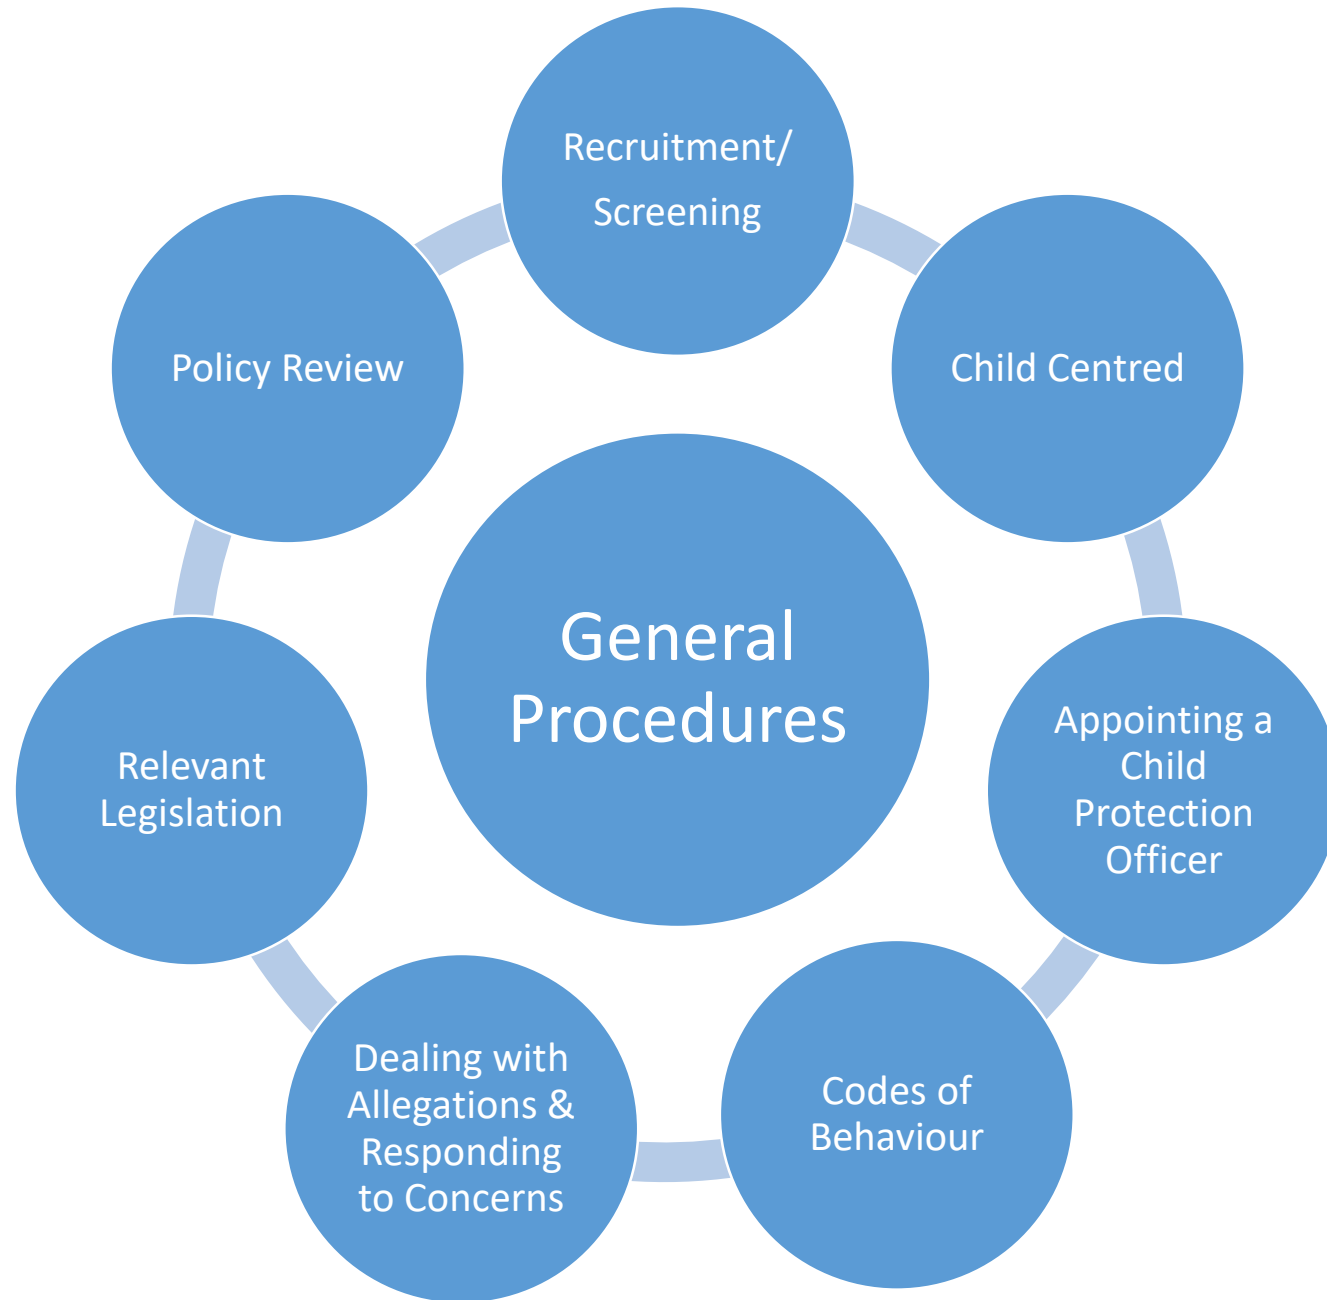 Recruitment/
Screening
Child Centred
Appointing a
Child
Protection
Officer
Codes of
Behaviour
Dealing with
Allegations &
Responding
to Concerns
Relevant
Legislation
Policy Review
General
Procedures